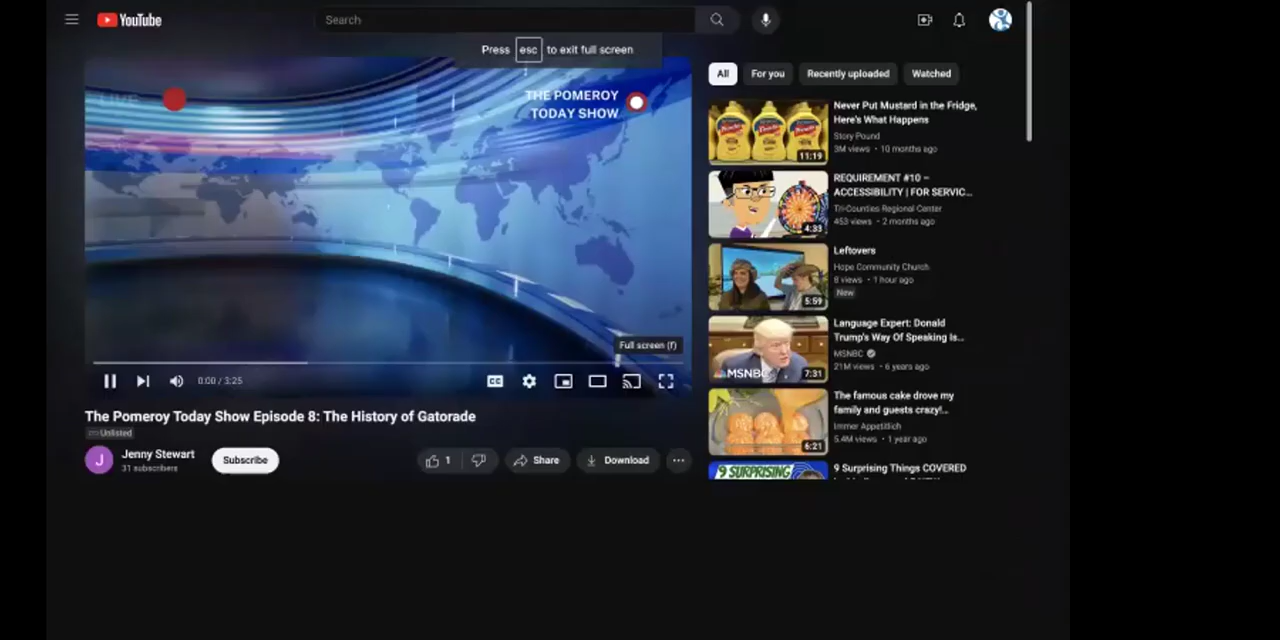 YouTube
Search
Press esc to exit full screen
LIVE
THE POMEROY
TODAY SHOW
Full screen (f)
0:00 / 3:25
CC
The Pomeroy Today Show Episode 8: The History of Gatorade
Unlisted
J
Jenny Stewart
31 subscribers
Subscribe
1
Share
Download
All
For you
Recently uploaded
Watched
11:19
Never Put Mustard in the Fridge,
Here's What Happens
Story Pound
3M views • 10 months ago
4:33
REQUIREMENT #10 –
ACCESSIBILITY | FOR SERVIC...
Tri-Counties Regional Center
453 views • 2 months ago
5:59
Leftovers
Hope Community Church
8 views • 1 hour ago
New
MSNBC
7:31
Language Expert: Donald
Trump's Way Of Speaking Is...
MSNBC
21M views • 6 years ago
6:21
The famous cake drove my
family and guests crazy!...
Immer Appetitlich
5.4M views • 1 year ago
9 SURPRISING
9 Surprising Things COVERED